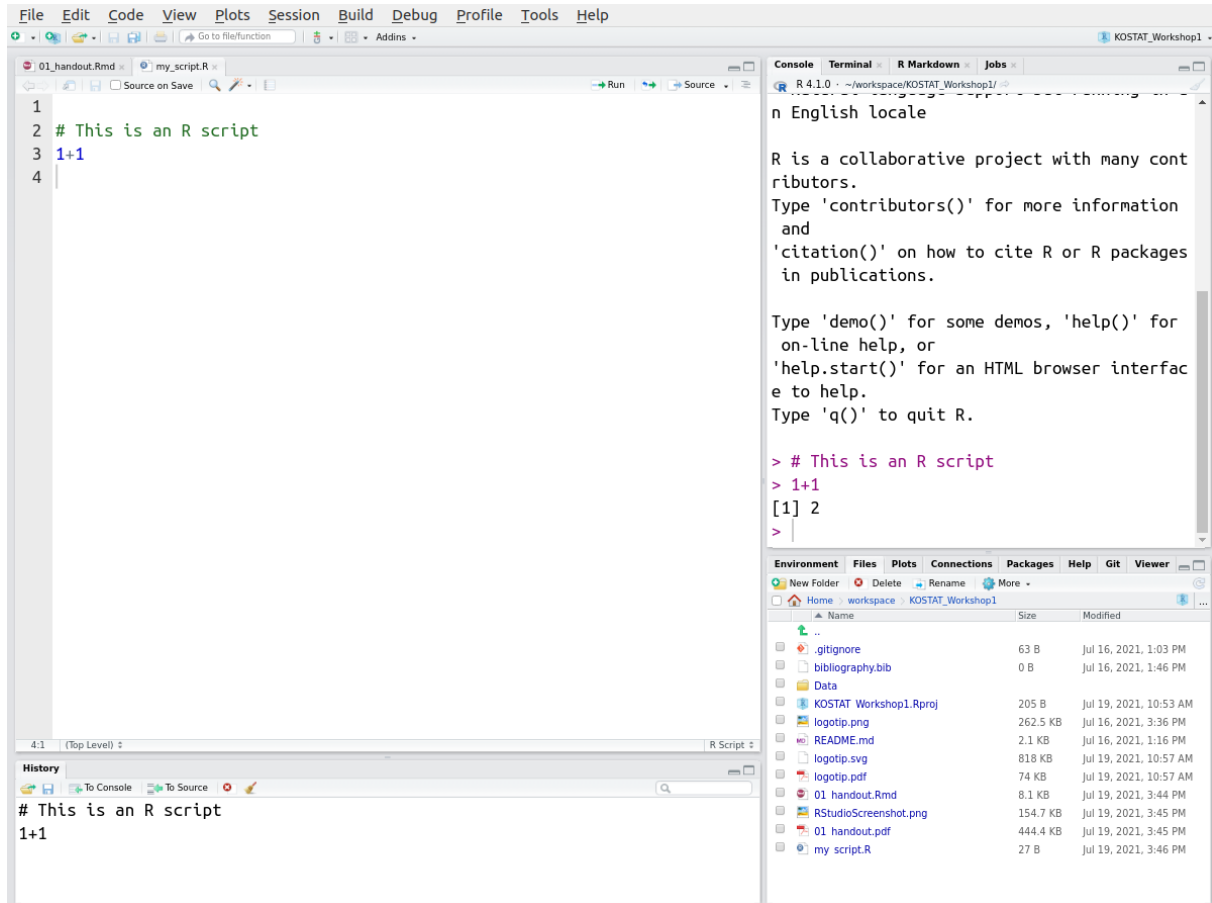 File Edit Code View Plots Session Build Debug Profile Tools Help
Go to file/function Addins KOSTAT_Workshop1
01_handout.Rmd my_script.R
Source on Save Run Source
1
2 # This is an R script
3 1+1
4
4:1 (Top Level) R Script
History
To Console To Source
# This is an R script
1+1
Console Terminal R Markdown Jobs
R 4.1.0 · ~/workspace/KOSTAT_Workshop1/
n English locale
R is a collaborative project with many cont
ributors.
Type 'contributors()' for more information
and
'citation()' on how to cite R or R packages
in publications.
Type 'demo()' for some demos, 'help()' for
on-line help, or
'help.start()' for an HTML browser interfac
e to help.
Type 'q()' to quit R.
> # This is an R script
> 1+1
[1] 2
>
Environment Files Plots Connections Packages Help Git Viewer
New Folder Delete Rename More
Home workspace KOSTAT_Workshop1 ...
Name Size Modified
..
.gitignore 63 B Jul 16, 2021, 1:03 PM
bibliography.bib 0 B Jul 16, 2021, 1:46 PM
Data
KOSTAT_Workshop1.Rproj 205 B Jul 19, 2021, 10:53 AM
logotip.png 262.5 KB Jul 16, 2021, 3:36 PM
README.md 2.1 KB Jul 16, 2021, 1:16 PM
logotip.svg 818 KB Jul 19, 2021, 10:57 AM
logotip.pdf 74 KB Jul 19, 2021, 10:57 AM
01_handout.Rmd 8.1 KB Jul 19, 2021, 3:44 PM
RStudioScreenshot.png 154.7 KB Jul 19, 2021, 3:45 PM
01_handout.pdf 444.4 KB Jul 19, 2021, 3:45 PM
my_script.R 27 B Jul 19, 2021, 3:46 PM